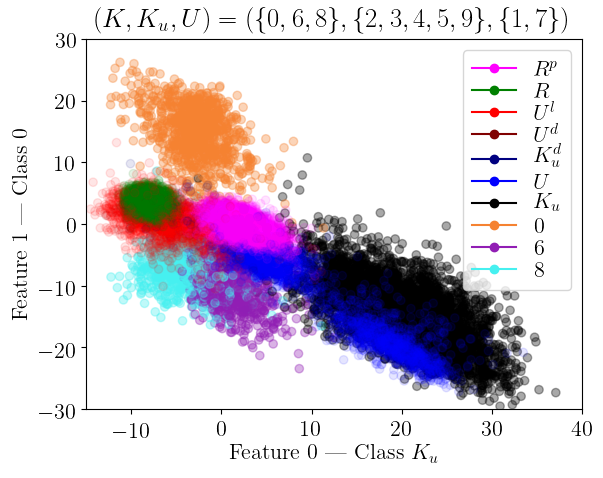 (K, K_u, U) = ({0, 6, 8}, {2, 3, 4, 5, 9}, {1, 7})
30
20
10
0
−10
−20
−30
Feature 1 — Class 0
R^p
R
U^l
U^d
K_u^d
U
K_u
0
6
8
−10
0
10
20
30
40
Feature 0 — Class K_u